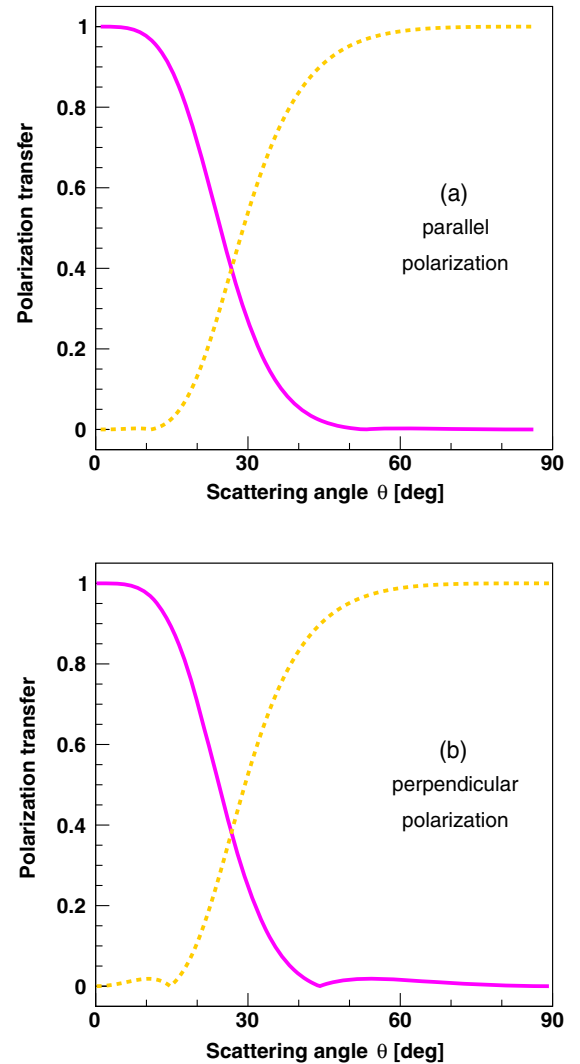 Polarization transfer
1
0.8
0.6
0.4
0.2
0
(a)
parallel
polarization
0
30
60
90
Scattering angle θ [deg]
Polarization transfer
1
0.8
0.6
0.4
0.2
0
(b)
perpendicular
polarization
0
30
60
90
Scattering angle θ [deg]